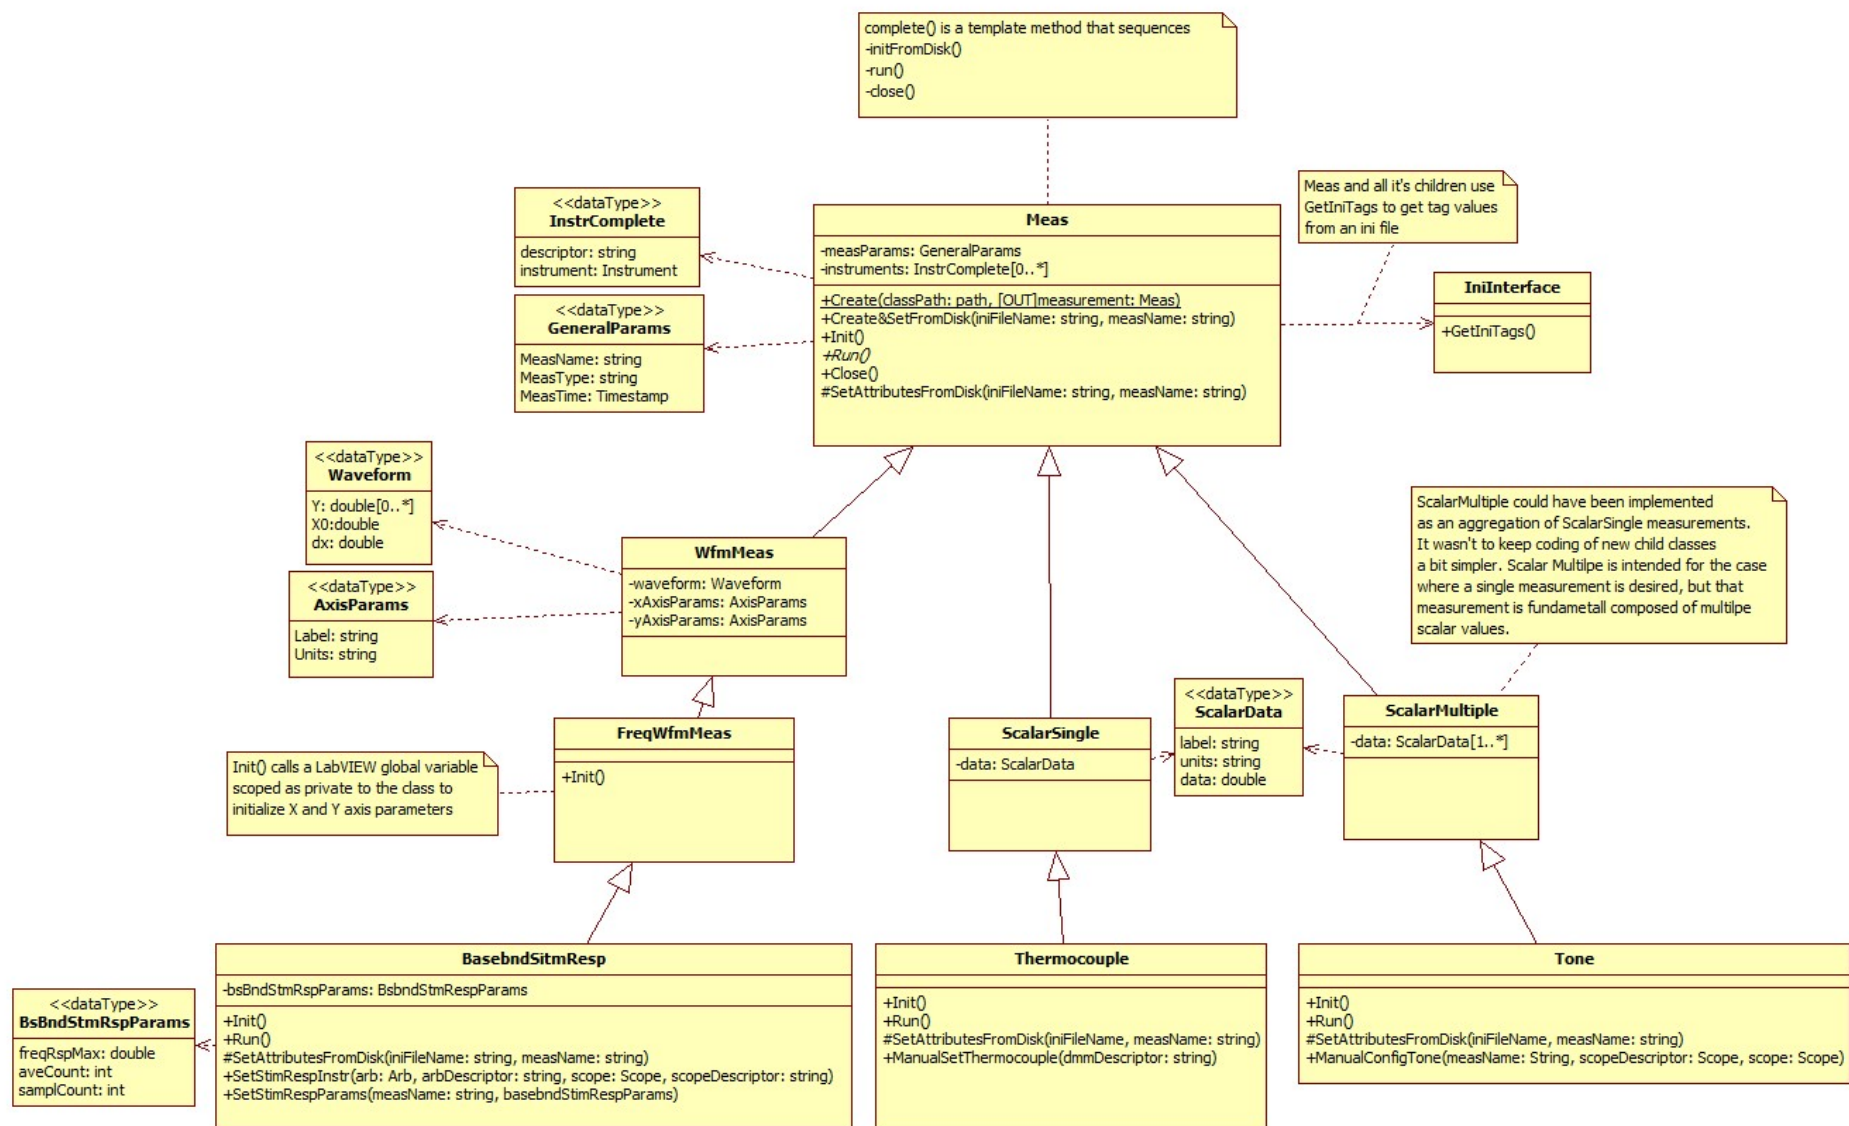 complete() is a template method that sequences
-initFromDisk()
-run()
-close()
<<dataType>>
InstrComplete
descriptor: string
instrument: Instrument
<<dataType>>
GeneralParams
MeasName: string
MeasType: string
MeasTime: Timestamp
Meas
-measParams: GeneralParams
-instruments: InstrComplete[0..*]
+Create(classPath: path, [OUT]measurement: Meas)
+Create&SetFromDisk(iniFileName: string, measName: string)
+Init()
+Run()
+Close()
#SetAttributesFromDisk(iniFileName: string, measName: string)
Meas and all it's children use
GetIniTags to get tag values
from an ini file
IniInterface
+GetIniTags()
<<dataType>>
Waveform
Y: double[0..*]
X0:double
dx: double
<<dataType>>
AxisParams
Label: string
Units: string
WfmMeas
-waveform: Waveform
-xAxisParams: AxisParams
-yAxisParams: AxisParams
ScalarMultiple could have been implemented
as an aggregation of ScalarSingle measurements.
It wasn't to keep coding of new child classes
a bit simpler. Scalar Multilpe is intended for the case
where a single measurement is desired, but that
measurement is fundametall composed of multilpe
scalar values.
Init() calls a LabVIEW global variable
scoped as private to the class to
initialize X and Y axis parameters
FreqWfmMeas
+Init()
ScalarSingle
-data: ScalarData
<<dataType>>
ScalarData
label: string
units: string
data: double
ScalarMultiple
-data: ScalarData[1..*]
<<dataType>>
BsBndStmRspParams
freqRspMax: double
aveCount: int
samplCount: int
BasebndSitmResp
-bsBndStmRspParams: BsbndStmRespParams
+Init()
+Run()
#SetAttributesFromDisk(iniFileName: string, measName: string)
+SetStimRespInstr(arb: Arb, arbDescriptor: string, scope: Scope, scopeDescriptor: string)
+SetStimRespParams(measName: string, basebndStimRespParams)
Thermocouple
+Init()
+Run()
#SetAttributesFromDisk(iniFileName, measName: string)
+ManualSetThermocouple(dmmDescriptor: string)
Tone
+Init()
+Run()
#SetAttributesFromDisk(iniFileName, measName: string)
+ManualConfigTone(measName: String, scopeDescriptor: Scope, scope: Scope)